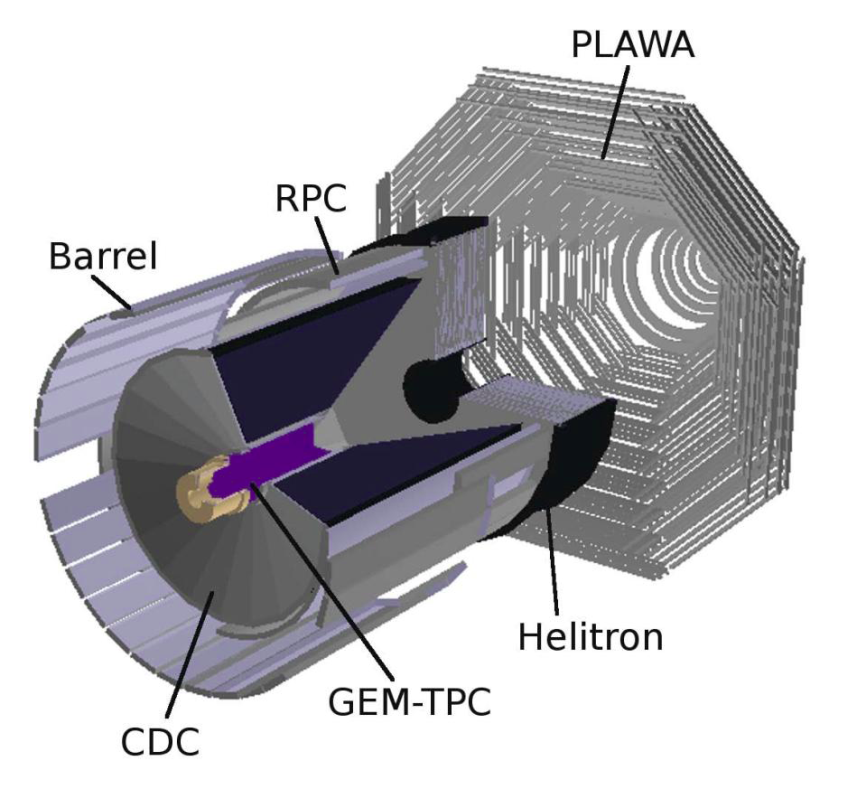 PLAWA
RPC
Barrel
Helitron
GEM-TPC
CDC